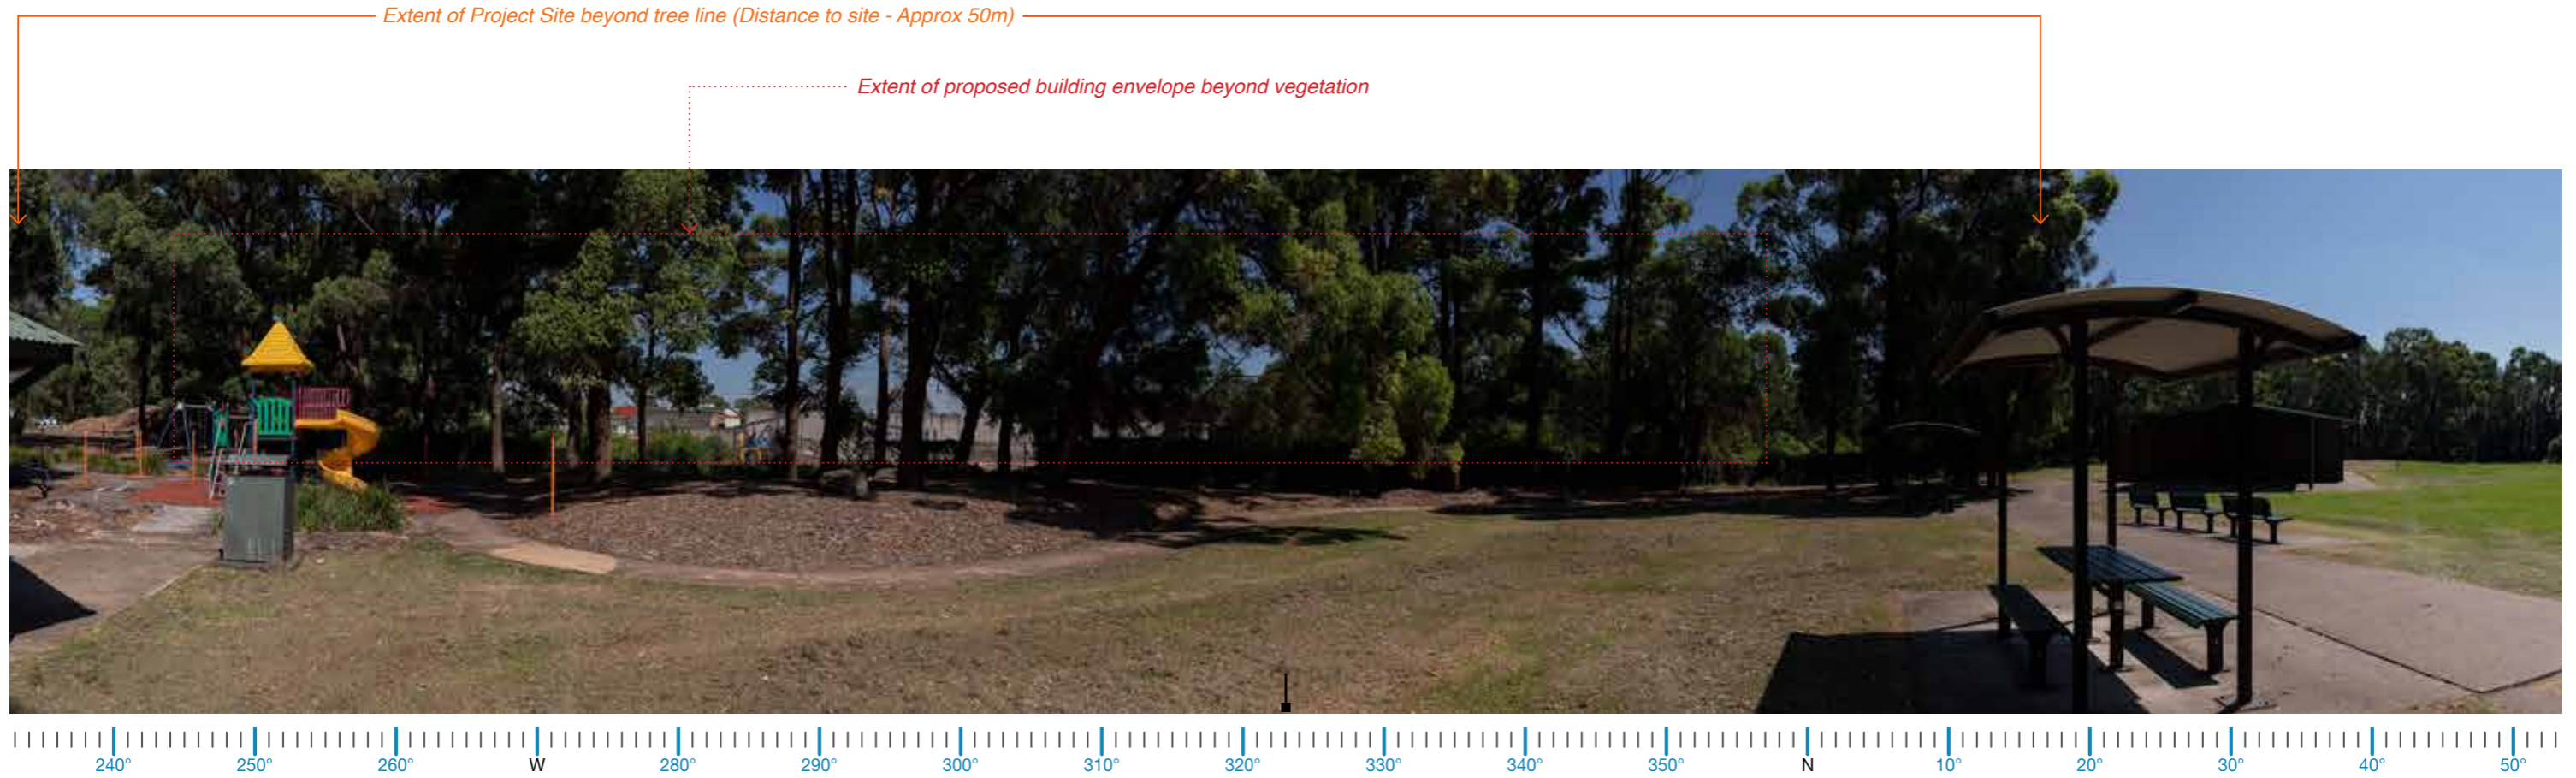 Extent of Project Site beyond tree line (Distance to site - Approx 50m)
Extent of proposed building envelope beyond vegetation
240° 250° 260° W 280° 290° 300° 310° 320° 330° 340° 350° N 10° 20° 30° 40° 50°